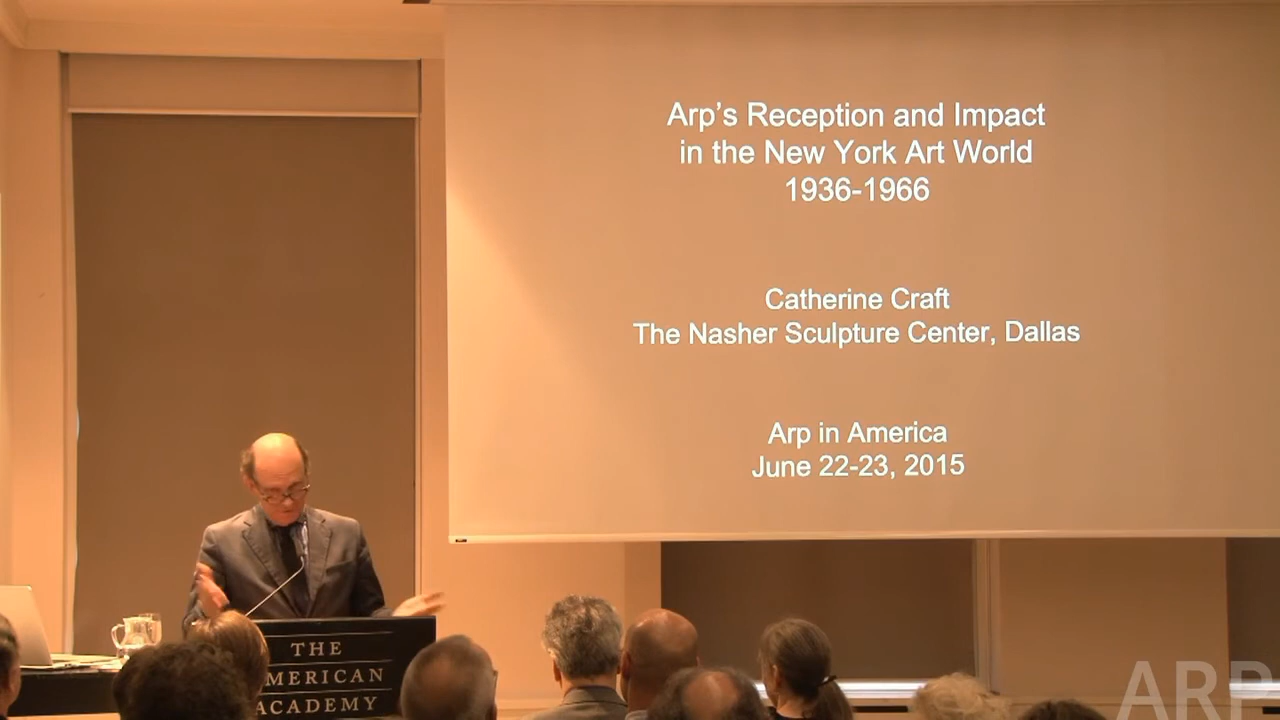 Arp's Reception and Impact
in the New York Art World
1936-1966
Catherine Craft
The Nasher Sculpture Center, Dallas
Arp in America
June 22-23, 2015
THE
MERICAN
ACADEMY
ARP